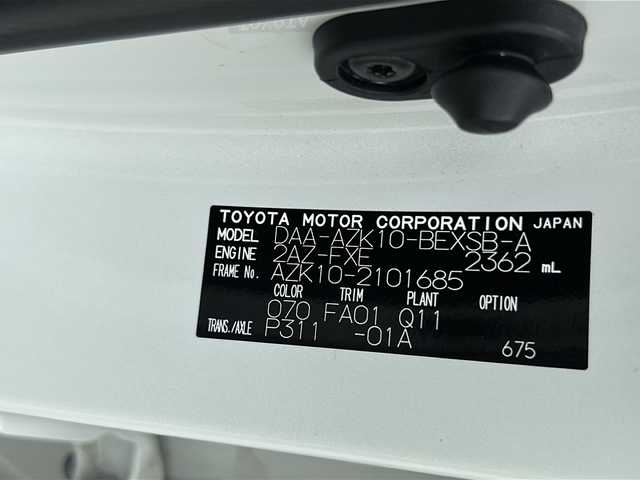 TOYOTA
TOYOTA MOTOR CORPORATION JAPAN
MODEL DAA-AZK10-BEXSB-A
ENGINE 2AZ-FXE 2362 mL
FRAME No. AZK10-2101685
COLOR TRIM PLANT OPTION
070 FA01 Q11
TRANS./AXLE P311 -01A
675